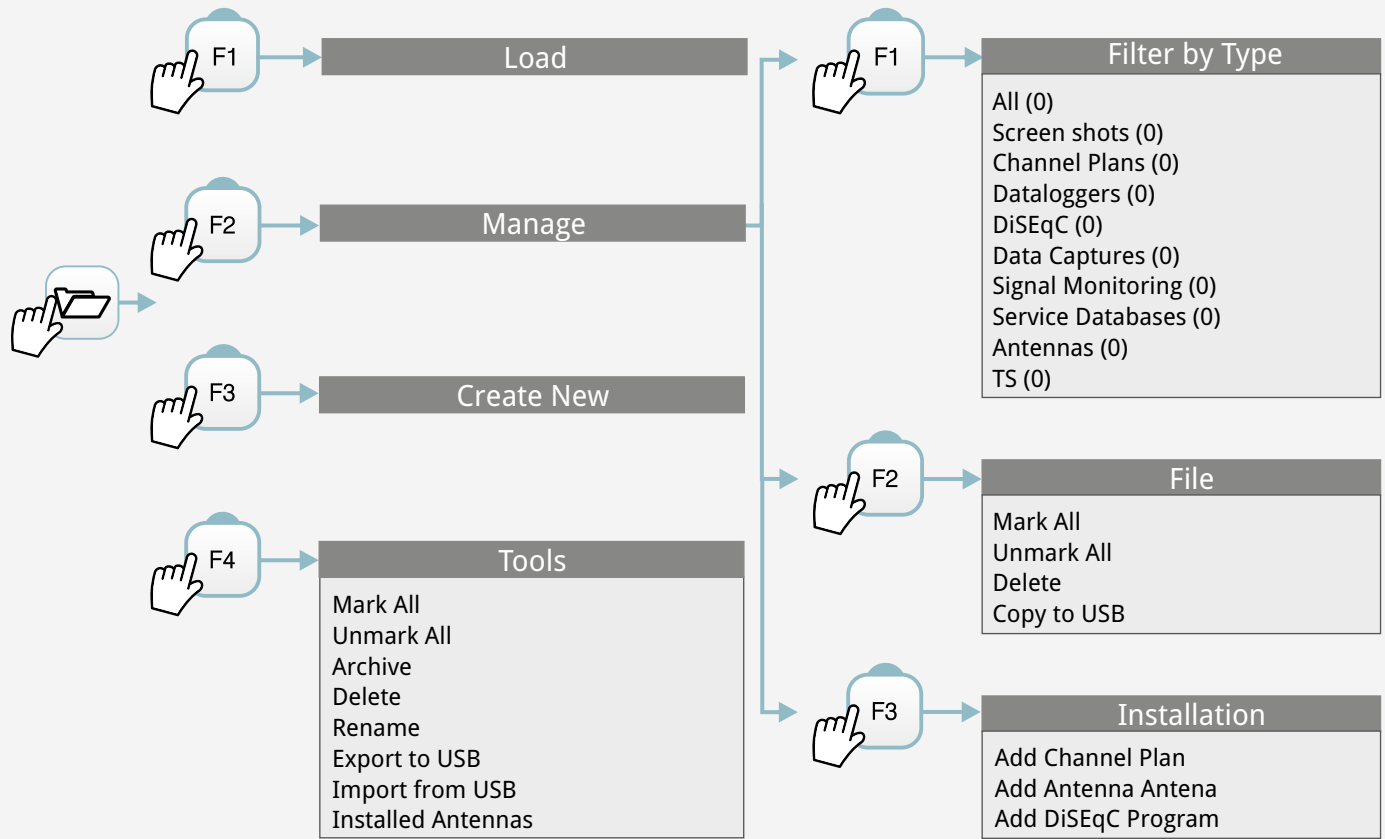 F1
Load
F2
Manage
F3
Create New
F4
Tools
Mark All
Unmark All
Archive
Delete
Rename
Export to USB
Import from USB
Installed Antennas
F1
Filter by Type
All (0)
Screen shots (0)
Channel Plans (0)
Dataloggers (0)
DiSEqC (0)
Data Captures (0)
Signal Monitoring (0)
Service Databases (0)
Antennas (0)
TS (0)
F2
File
Mark All
Unmark All
Delete
Copy to USB
F3
Installation
Add Channel Plan
Add Antenna Antena
Add DiSEqC Program